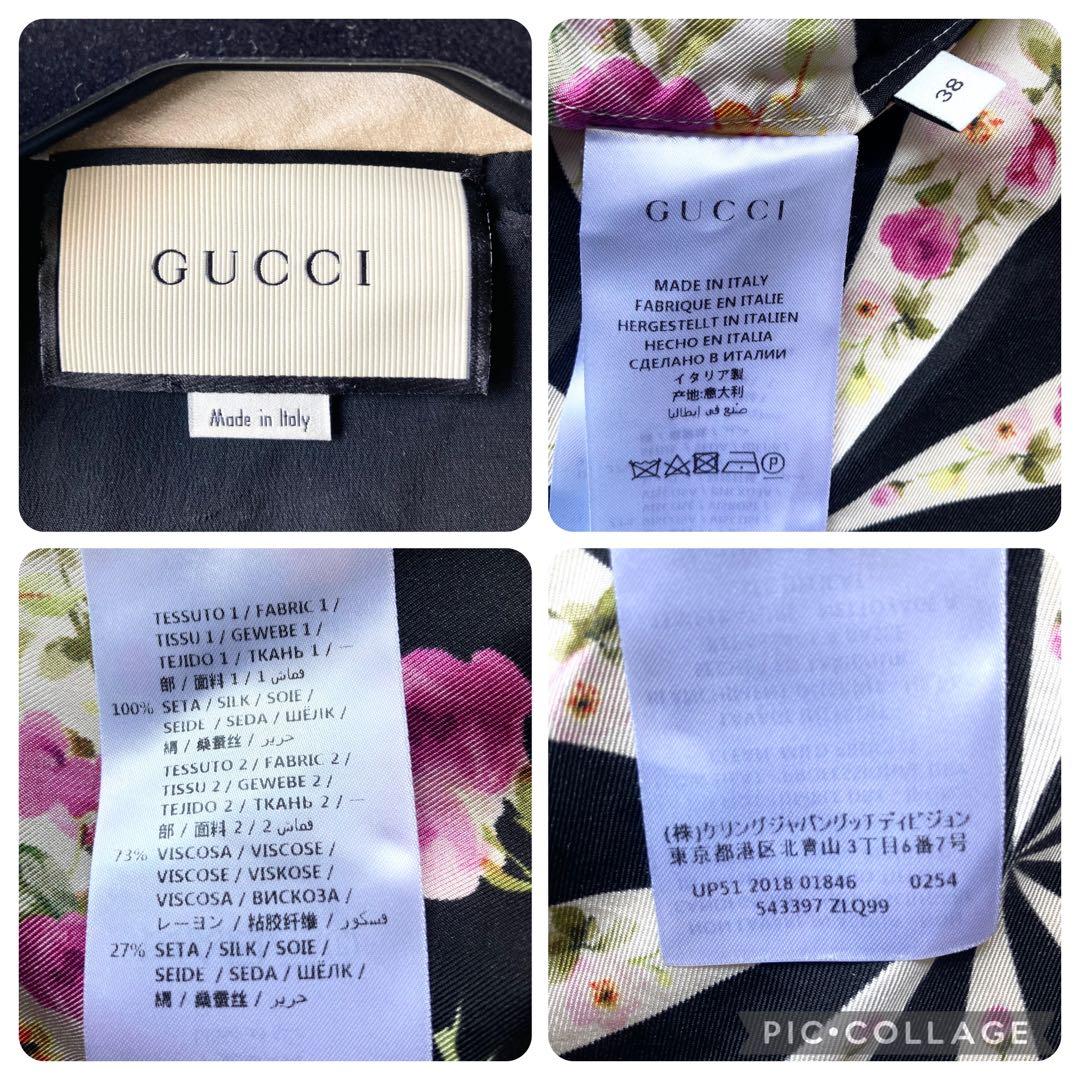 GUCCI
Made in Italy
38
GUCCI
MADE IN ITALY
FABRIQUE EN ITALIE
HERGESTELLT IN ITALIEN
HECHO EN ITALIA
СДЕЛАНО В ИТАЛИИ
イタリア製
产地:意大利
صنع في إيطاليا
P
TESSUTO 1 / FABRIC 1 /
TISSU 1 / GEWEBE 1 /
TEJIDO 1 / ТКАНЬ 1 / 一
部 / 面料 1 / قماش 1
100% SETA / SILK / SOIE /
SEIDE / SEDA / ШЁЛК /
絹 / 桑蚕丝 / حرير
TESSUTO 2 / FABRIC 2 /
TISSU 2 / GEWEBE 2 /
TEJIDO 2 / ТКАНЬ 2 / 一
部 / 面料 2 / قماش 2
73% VISCOSA / VISCOSE /
VISCOSE / VISKOSE /
VISCOSA / ВИСКОЗА /
レーヨン / 粘胶纤维 / فسكوز
27% SETA / SILK / SOIE /
SEIDE / SEDA / ШЁЛК /
絹 / 桑蚕丝 / حرير
(株)ケリングジャパングッチディビジョン
東京都港区北青山3丁目6番7号
UP51 2018 01846 0254
543397 ZLQ99
PIC•COLLAGE